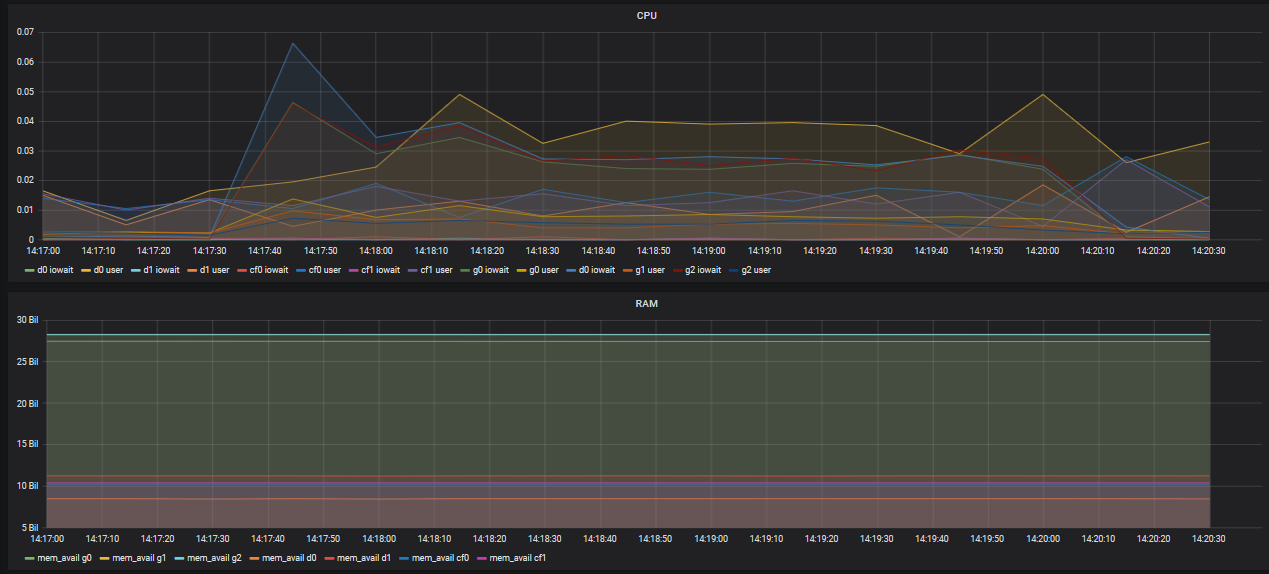 CPU
0.07
0.06
0.05
0.04
0.03
0.02
0.01
0
14:17:00 14:17:10 14:17:20 14:17:30 14:17:40 14:17:50 14:18:00 14:18:10 14:18:20 14:18:30 14:18:40 14:18:50 14:19:00 14:19:10 14:19:20 14:19:30 14:19:40 14:19:50 14:20:00 14:20:10 14:20:20 14:20:30
d0 iowait d0 user d1 iowait d1 user cf0 iowait cf0 user cf1 iowait cf1 user g0 iowait g0 user d0 iowait g1 user g2 iowait g2 user
RAM
30 Bil
25 Bil
20 Bil
15 Bil
10 Bil
5 Bil
14:17:00 14:17:10 14:17:20 14:17:30 14:17:40 14:17:50 14:18:00 14:18:10 14:18:20 14:18:30 14:18:40 14:18:50 14:19:00 14:19:10 14:19:20 14:19:30 14:19:40 14:19:50 14:20:00 14:20:10 14:20:20 14:20:30
mem_avail g0 mem_avail g1 mem_avail g2 mem_avail d0 mem_avail d1 mem_avail cf0 mem_avail cf1